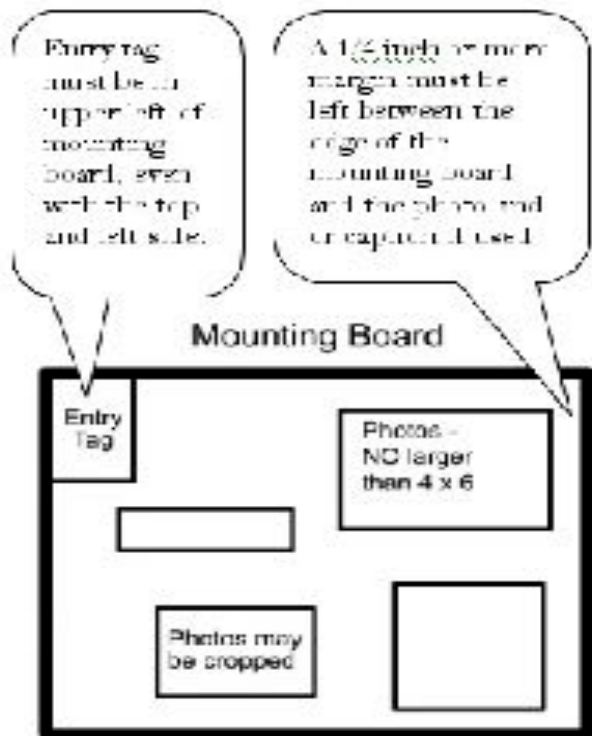 Entry tag
must be in
upper left of
mounting
board, even
with the top
and left side.
A 1/4 inch or more
margin must be
left between the
edge of the
mounting board
and the photo and
or caption if used
Mounting Board
Entry
Tag
Photos -
NO larger
than 4 x 6
Photos may
be cropped